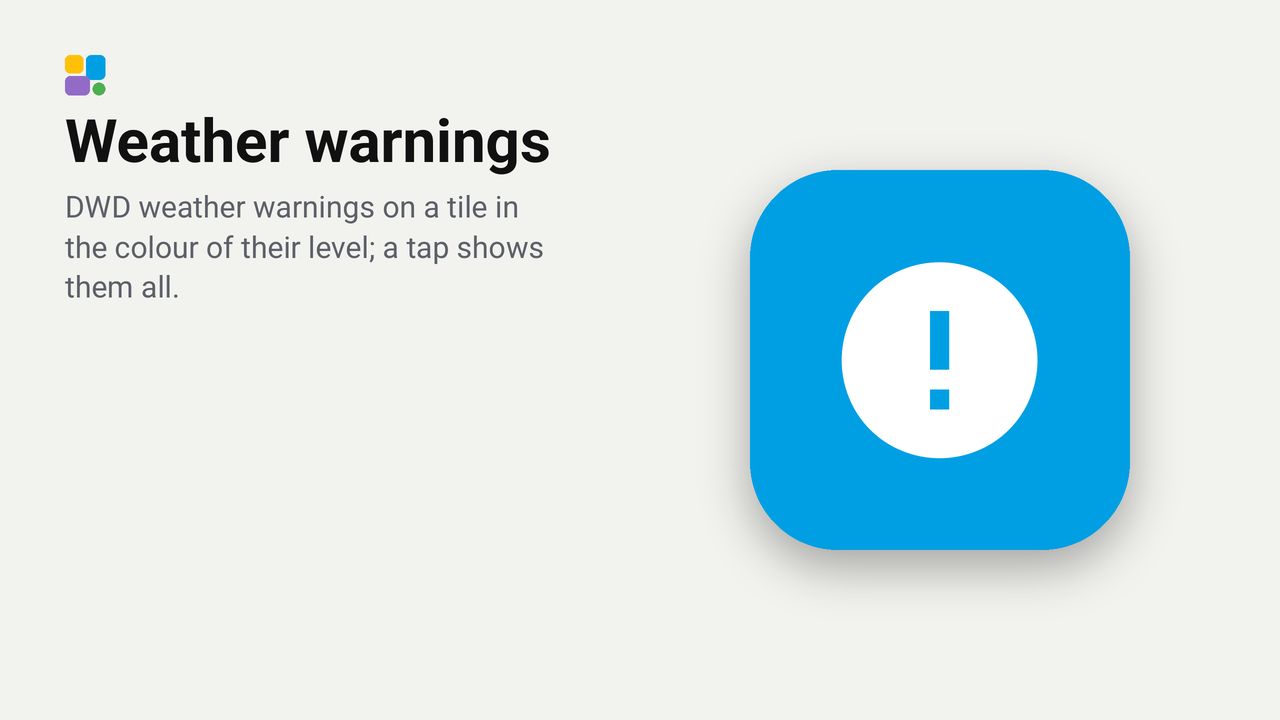 Weather warnings
DWD weather warnings on a tile in
the colour of their level; a tap shows
them all.